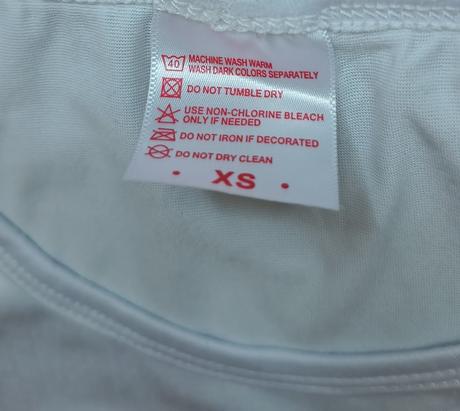 40 MACHINE WASH WARM
WASH DARK COLORS SEPARATELY
DO NOT TUMBLE DRY
USE NON-CHLORINE BLEACH
ONLY IF NEEDED
DO NOT IRON IF DECORATED
DO NOT DRY CLEAN
• XS •